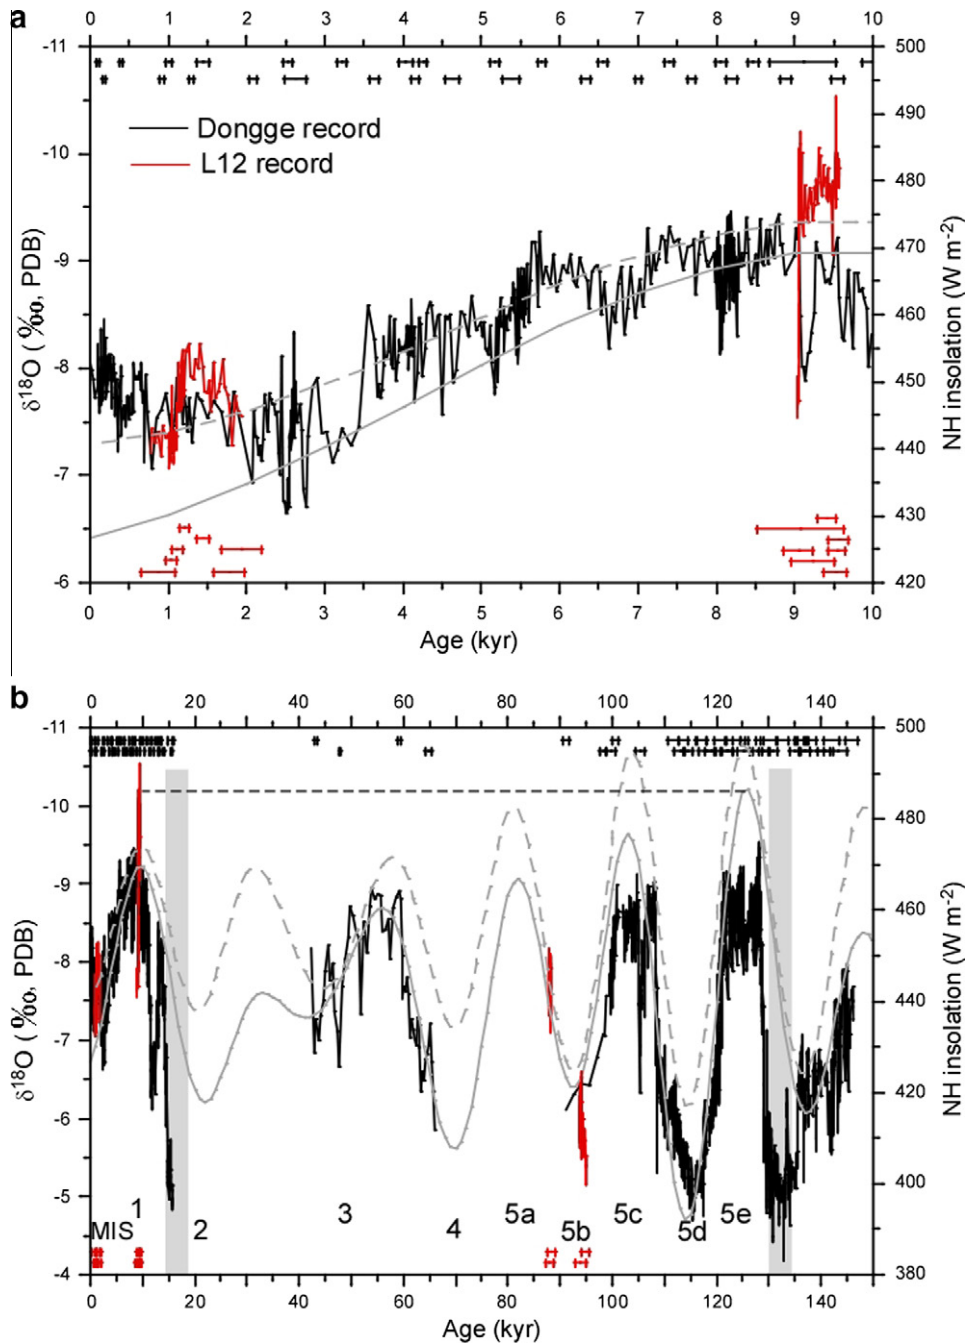 a
0 1 2 3 4 5 6 7 8 9 10
-11 500
490
-10
480
-9 470
460
-8 450
440
-7
430
-6 420
δ¹⁸O (‰, PDB)
NH insolation (W m⁻²)
Dongge record
L12 record
0 1 2 3 4 5 6 7 8 9 10
Age (kyr)
b
0 20 40 60 80 100 120 140
-11 500
-10 480
-9 460
-8 440
-7
-6 420
-5 400
-4 380
δ¹⁸O (‰, PDB)
NH insolation (W m⁻²)
MIS 1 2 3 4 5a 5b 5c 5d 5e
0 20 40 60 80 100 120 140
Age (kyr)